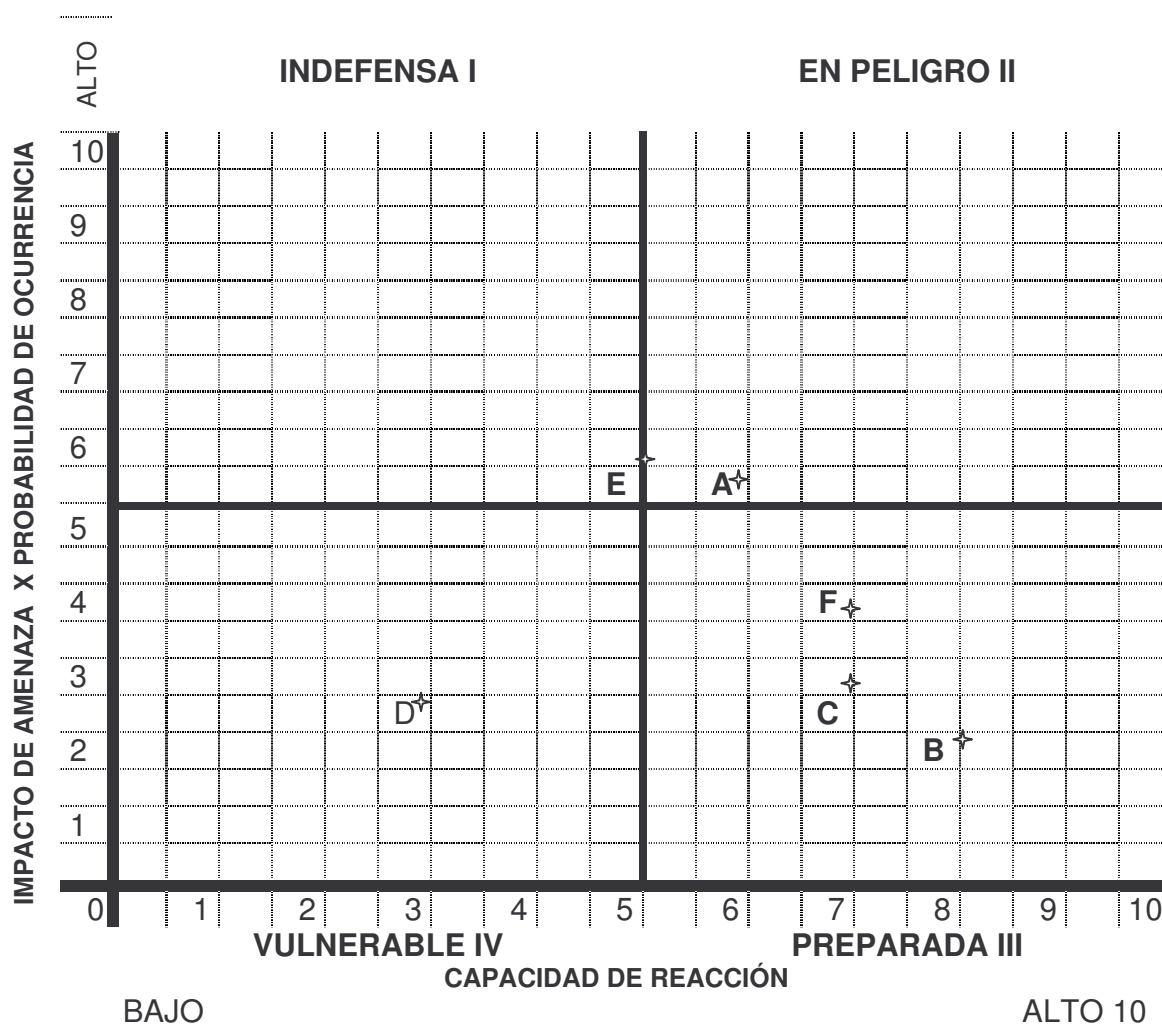 ALTO
INDEFENSA I
EN PELIGRO II
IMPACTO DE AMENAZA X PROBABILIDAD DE OCURRENCIA
10
9
8
7
6
E
A
5
4
F
3
D
C
2
B
1
0 1 2 3 4 5 6 7 8 9 10
VULNERABLE IV
PREPARADA III
CAPACIDAD DE REACCIÓN
BAJO
ALTO 10